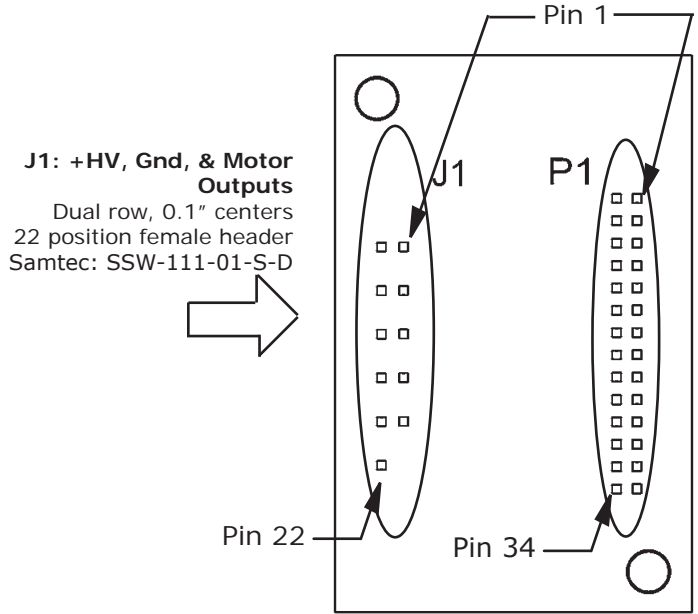 Pin 1
J1: +HV, Gnd, & Motor
Outputs
Dual row, 0.1” centers
22 position female header
Samtec: SSW-111-01-S-D
J1
P1
Pin 22
Pin 34